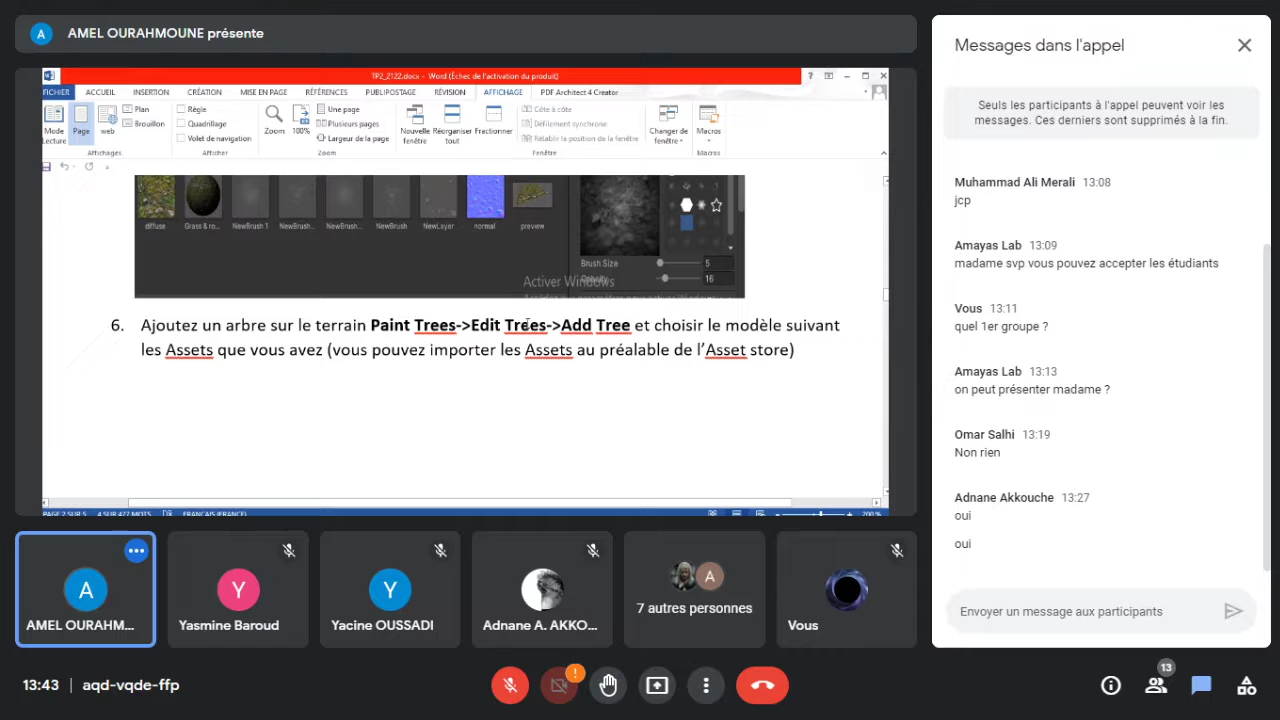 A AMEL OURAHMOUNE présente
TP2_2122.docx - Word (Échec de l'activation du produit)
FICHIER ACCUEIL INSERTION CRÉATION MISE EN PAGE RÉFÉRENCES PUBLIPOSTAGE RÉVISION AFFICHAGE PDF Architect 4 Creator
Mode Lecture
Page
web
Plan
Brouillon
Affichages
Règle
Quadrillage
Volet de navigation
Afficher
Zoom
100%
Une page
Plusieurs pages
Largeur de la page
Zoom
Nouvelle fenêtre
Réorganiser tout
Fractionner
Côte à côte
Défilement synchrone
Rétablir la position de la fenêtre
Fenêtre
Changer de fenêtre
Macros
Macros
diffuse Grass & ro... NewBrush 1 NewBrush... NewBrush... NewBrush NewLayer normal preview
Brush Size 5
Opacity 16
Activer Windows
6. Ajoutez un arbre sur le terrain Paint Trees->Edit Trees->Add Tree et choisir le modèle suivant
les Assets que vous avez (vous pouvez importer les Assets au préalable de l'Asset store)
PAGE 2 SUR 5 4 SUR 477 MOTS FRANÇAIS (FRANCE) 200 %
A
AMEL OURAHM...
Y
Yasmine Baroud
Y
Yacine OUSSADI
Adnane A. AKKO...
A
7 autres personnes
Vous
13:43 | aqd-vqde-ffp
!
13
Messages dans l'appel
Seuls les participants à l'appel peuvent voir les
messages. Ces derniers sont supprimés à la fin.
Muhammad Ali Merali 13:08
jcp
Amayas Lab 13:09
madame svp vous pouvez accepter les étudiants
Vous 13:11
quel 1er groupe ?
Amayas Lab 13:13
on peut présenter madame ?
Omar Salhi 13:19
Non rien
Adnane Akkouche 13:27
oui
oui
Envoyer un message aux participants